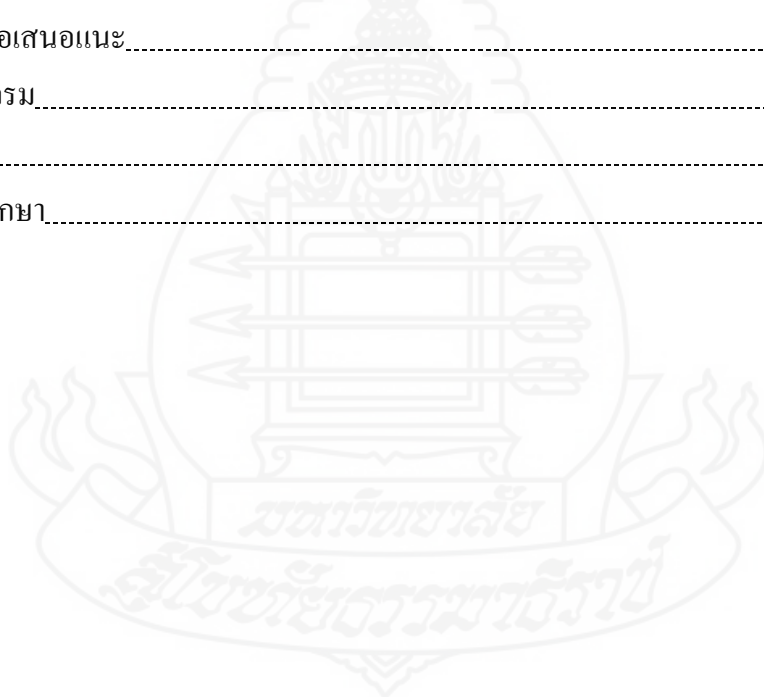 อเสนอแนะ
รม
กษา
มหาวิทยาลัย
สุโขทัยธรรมาธิราช